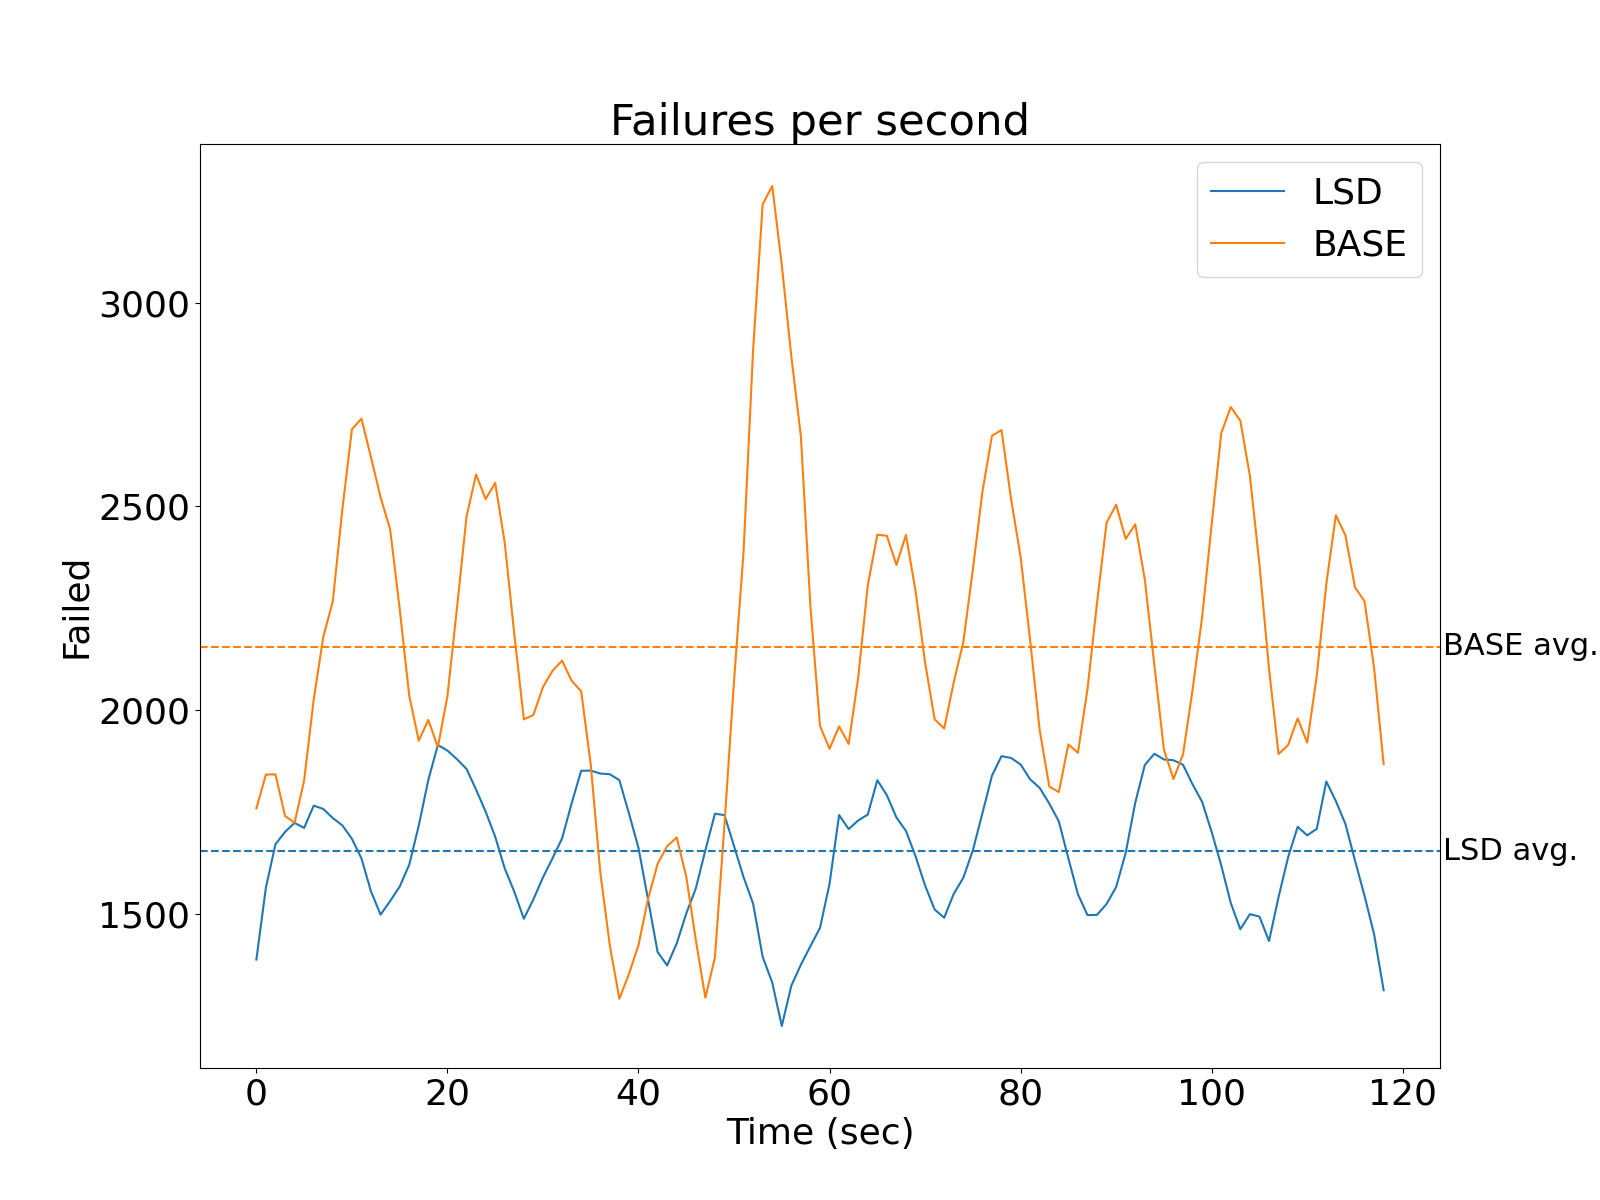 Failures per second
LSD
BASE
3000
2500
2000
1500
Failed
BASE avg.
LSD avg.
0 20 40 60 80 100 120
Time (sec)